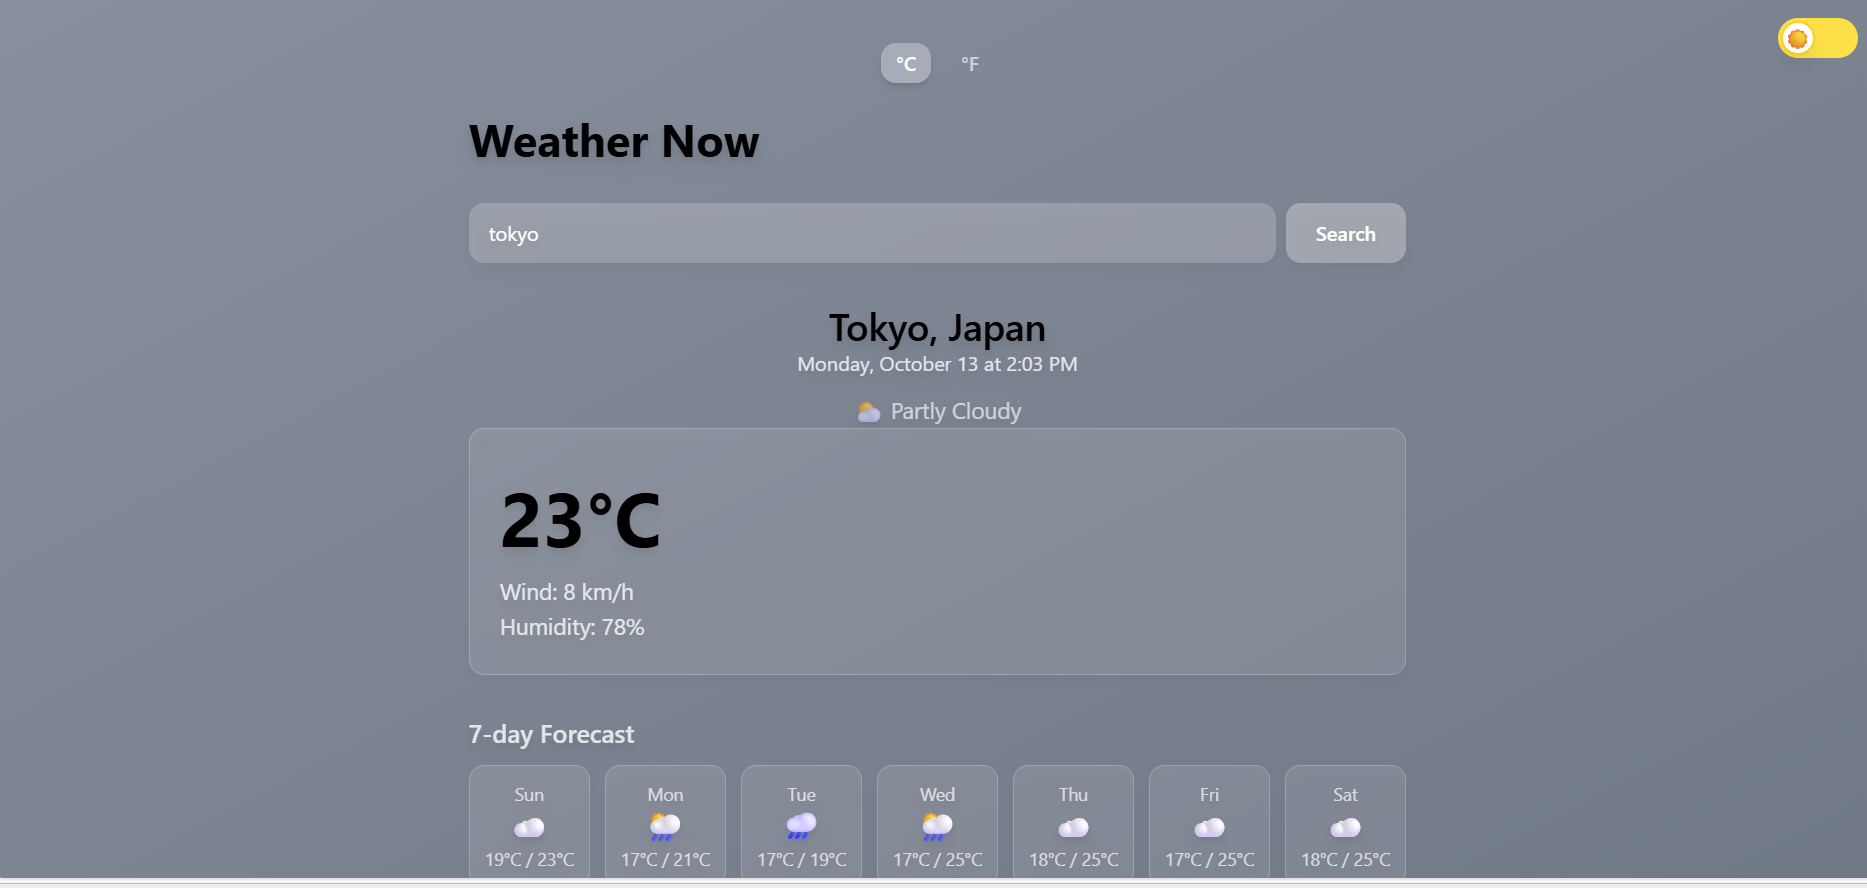 °C °F
Weather Now
tokyo Search
Tokyo, Japan
Monday, October 13 at 2:03 PM
Partly Cloudy
23°C
Wind: 8 km/h
Humidity: 78%
7-day Forecast
Sun Mon Tue Wed Thu Fri Sat
19°C / 23°C 17°C / 21°C 17°C / 19°C 17°C / 25°C 18°C / 25°C 17°C / 25°C 18°C / 25°C